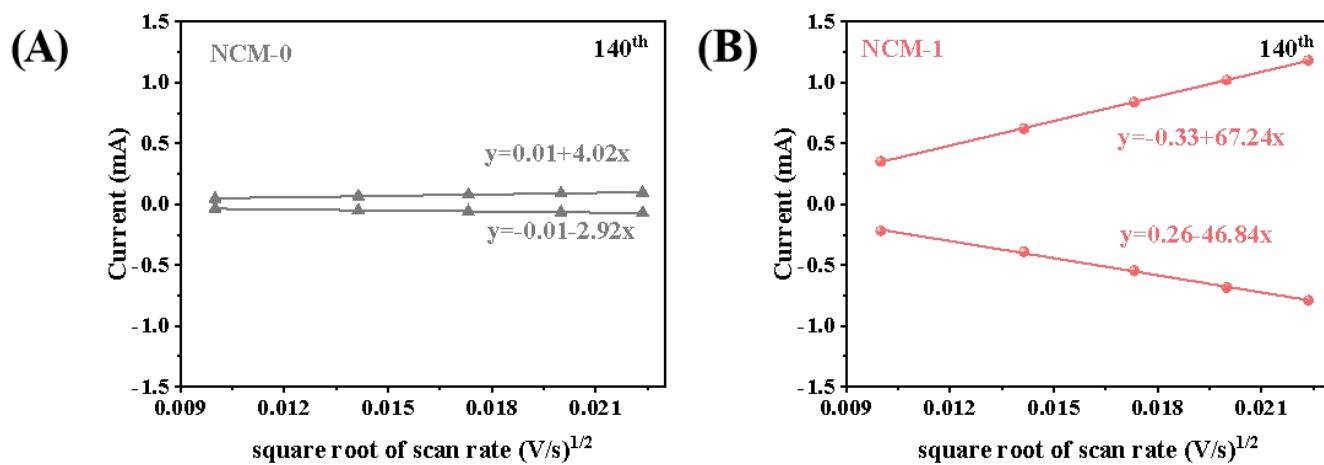 (A)
NCM-0
140th
y=0.01+4.02x
y=-0.01-2.92x
Current (mA)
1.5
1.0
0.5
0.0
-0.5
-1.0
-1.5
0.009 0.012 0.015 0.018 0.021
square root of scan rate (V/s)1/2
(B)
NCM-1
140th
y=-0.33+67.24x
y=0.26-46.84x
Current (mA)
1.5
1.0
0.5
0.0
-0.5
-1.0
-1.5
0.009 0.012 0.015 0.018 0.021
square root of scan rate (V/s)1/2